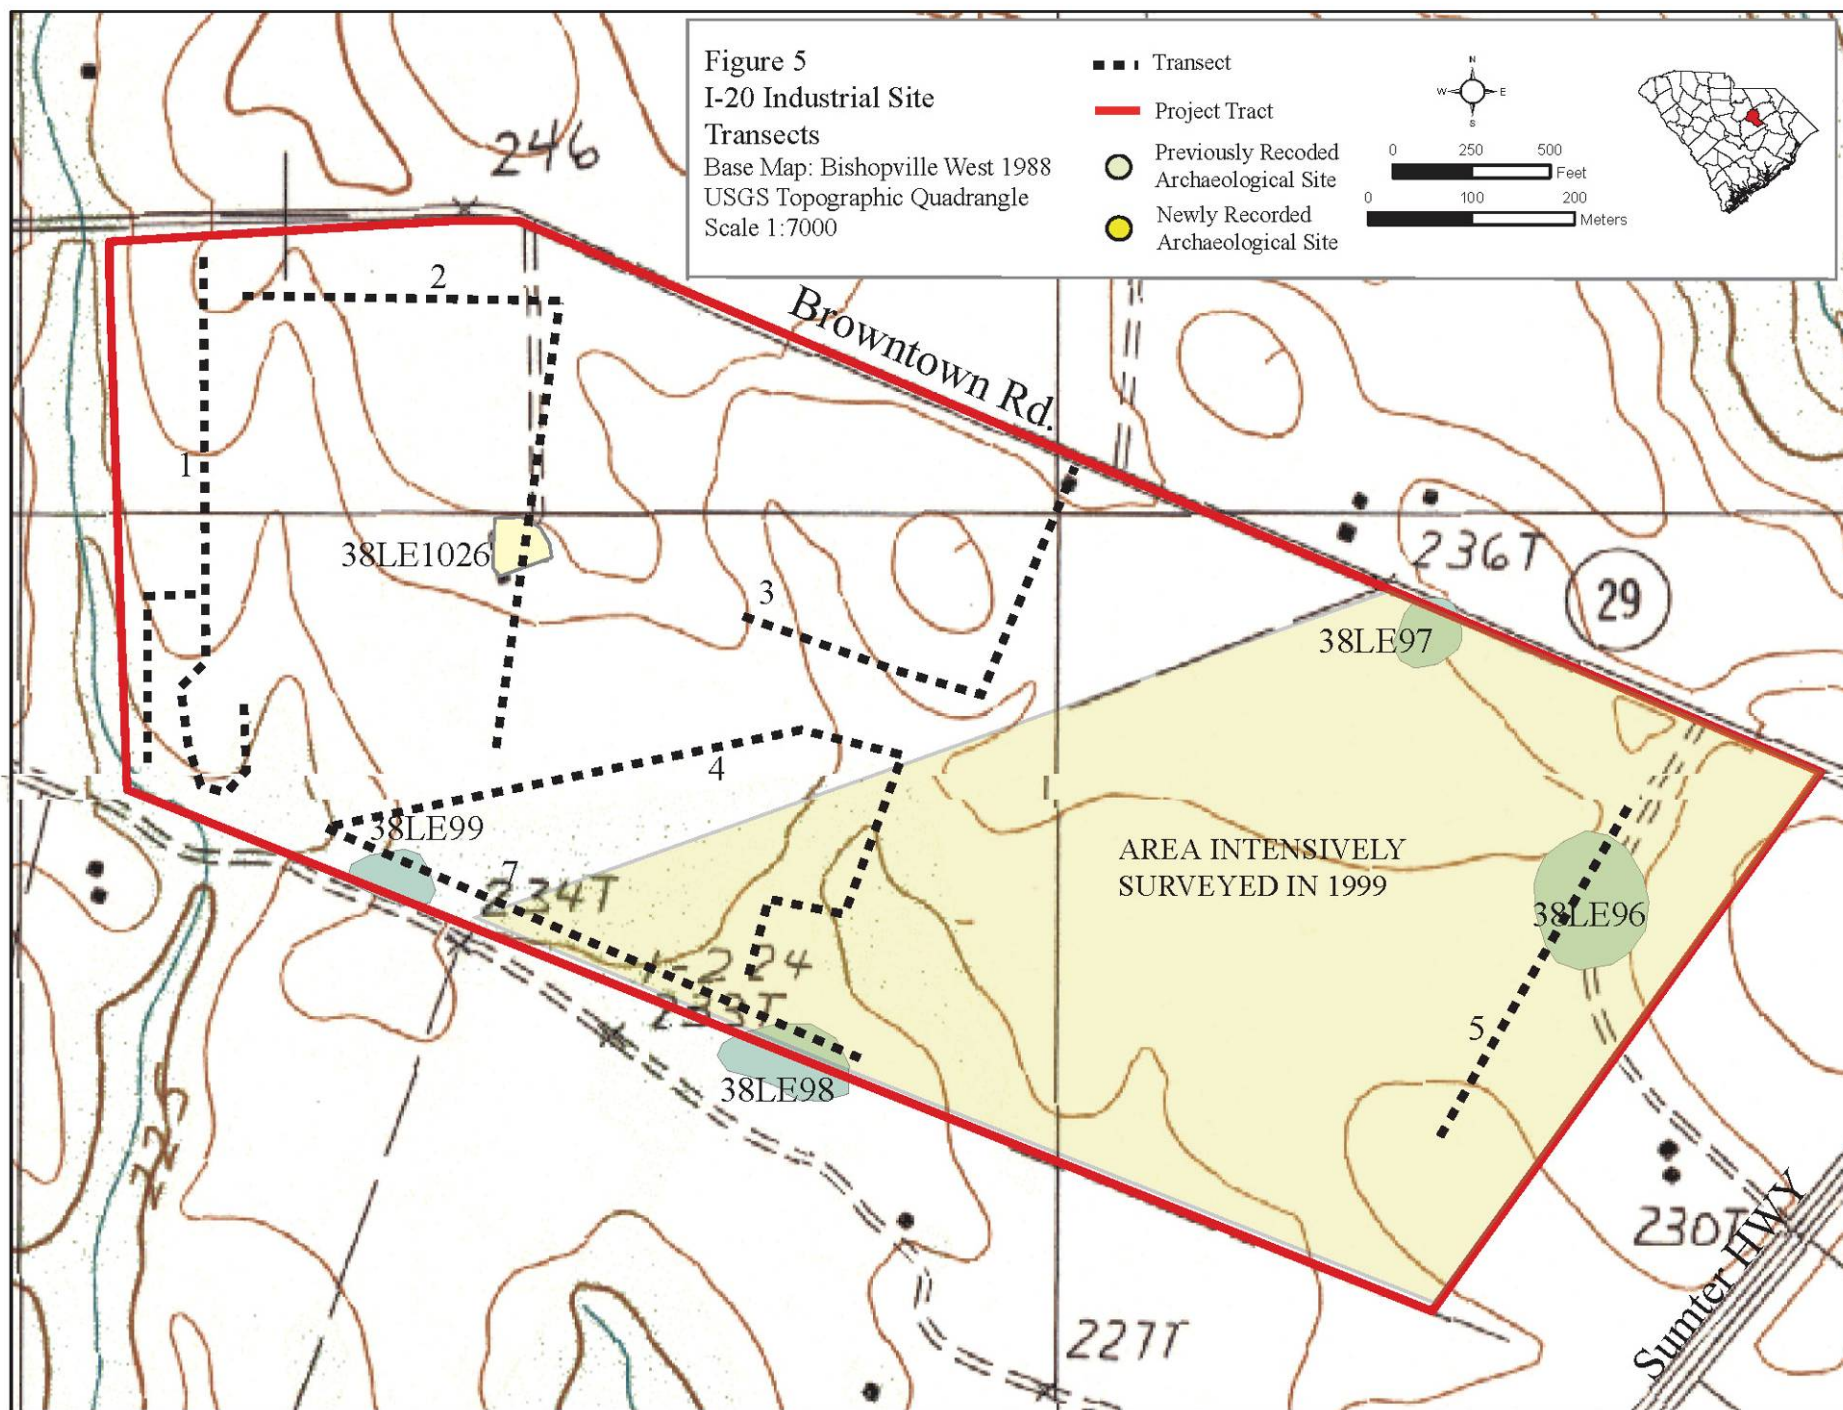 Figure 5
I-20 Industrial Site
Transects
Base Map: Bishopville West 1988
USGS Topographic Quadrangle
Scale 1:7000
Transect
Project Tract
Previously Recoded
Archaeological Site
Newly Recorded
Archaeological Site
N
W E
S
0 250 500
Feet
0 100 200
Meters
246
2
Browntown Rd.
1
38LE1026
3
236T
29
38LE97
4
38LE99
7
234T
AREA INTENSIVELY
SURVEYED IN 1999
38LE96
1-224
233T
5
38LE98
225
230T
Sumter HWY
227T